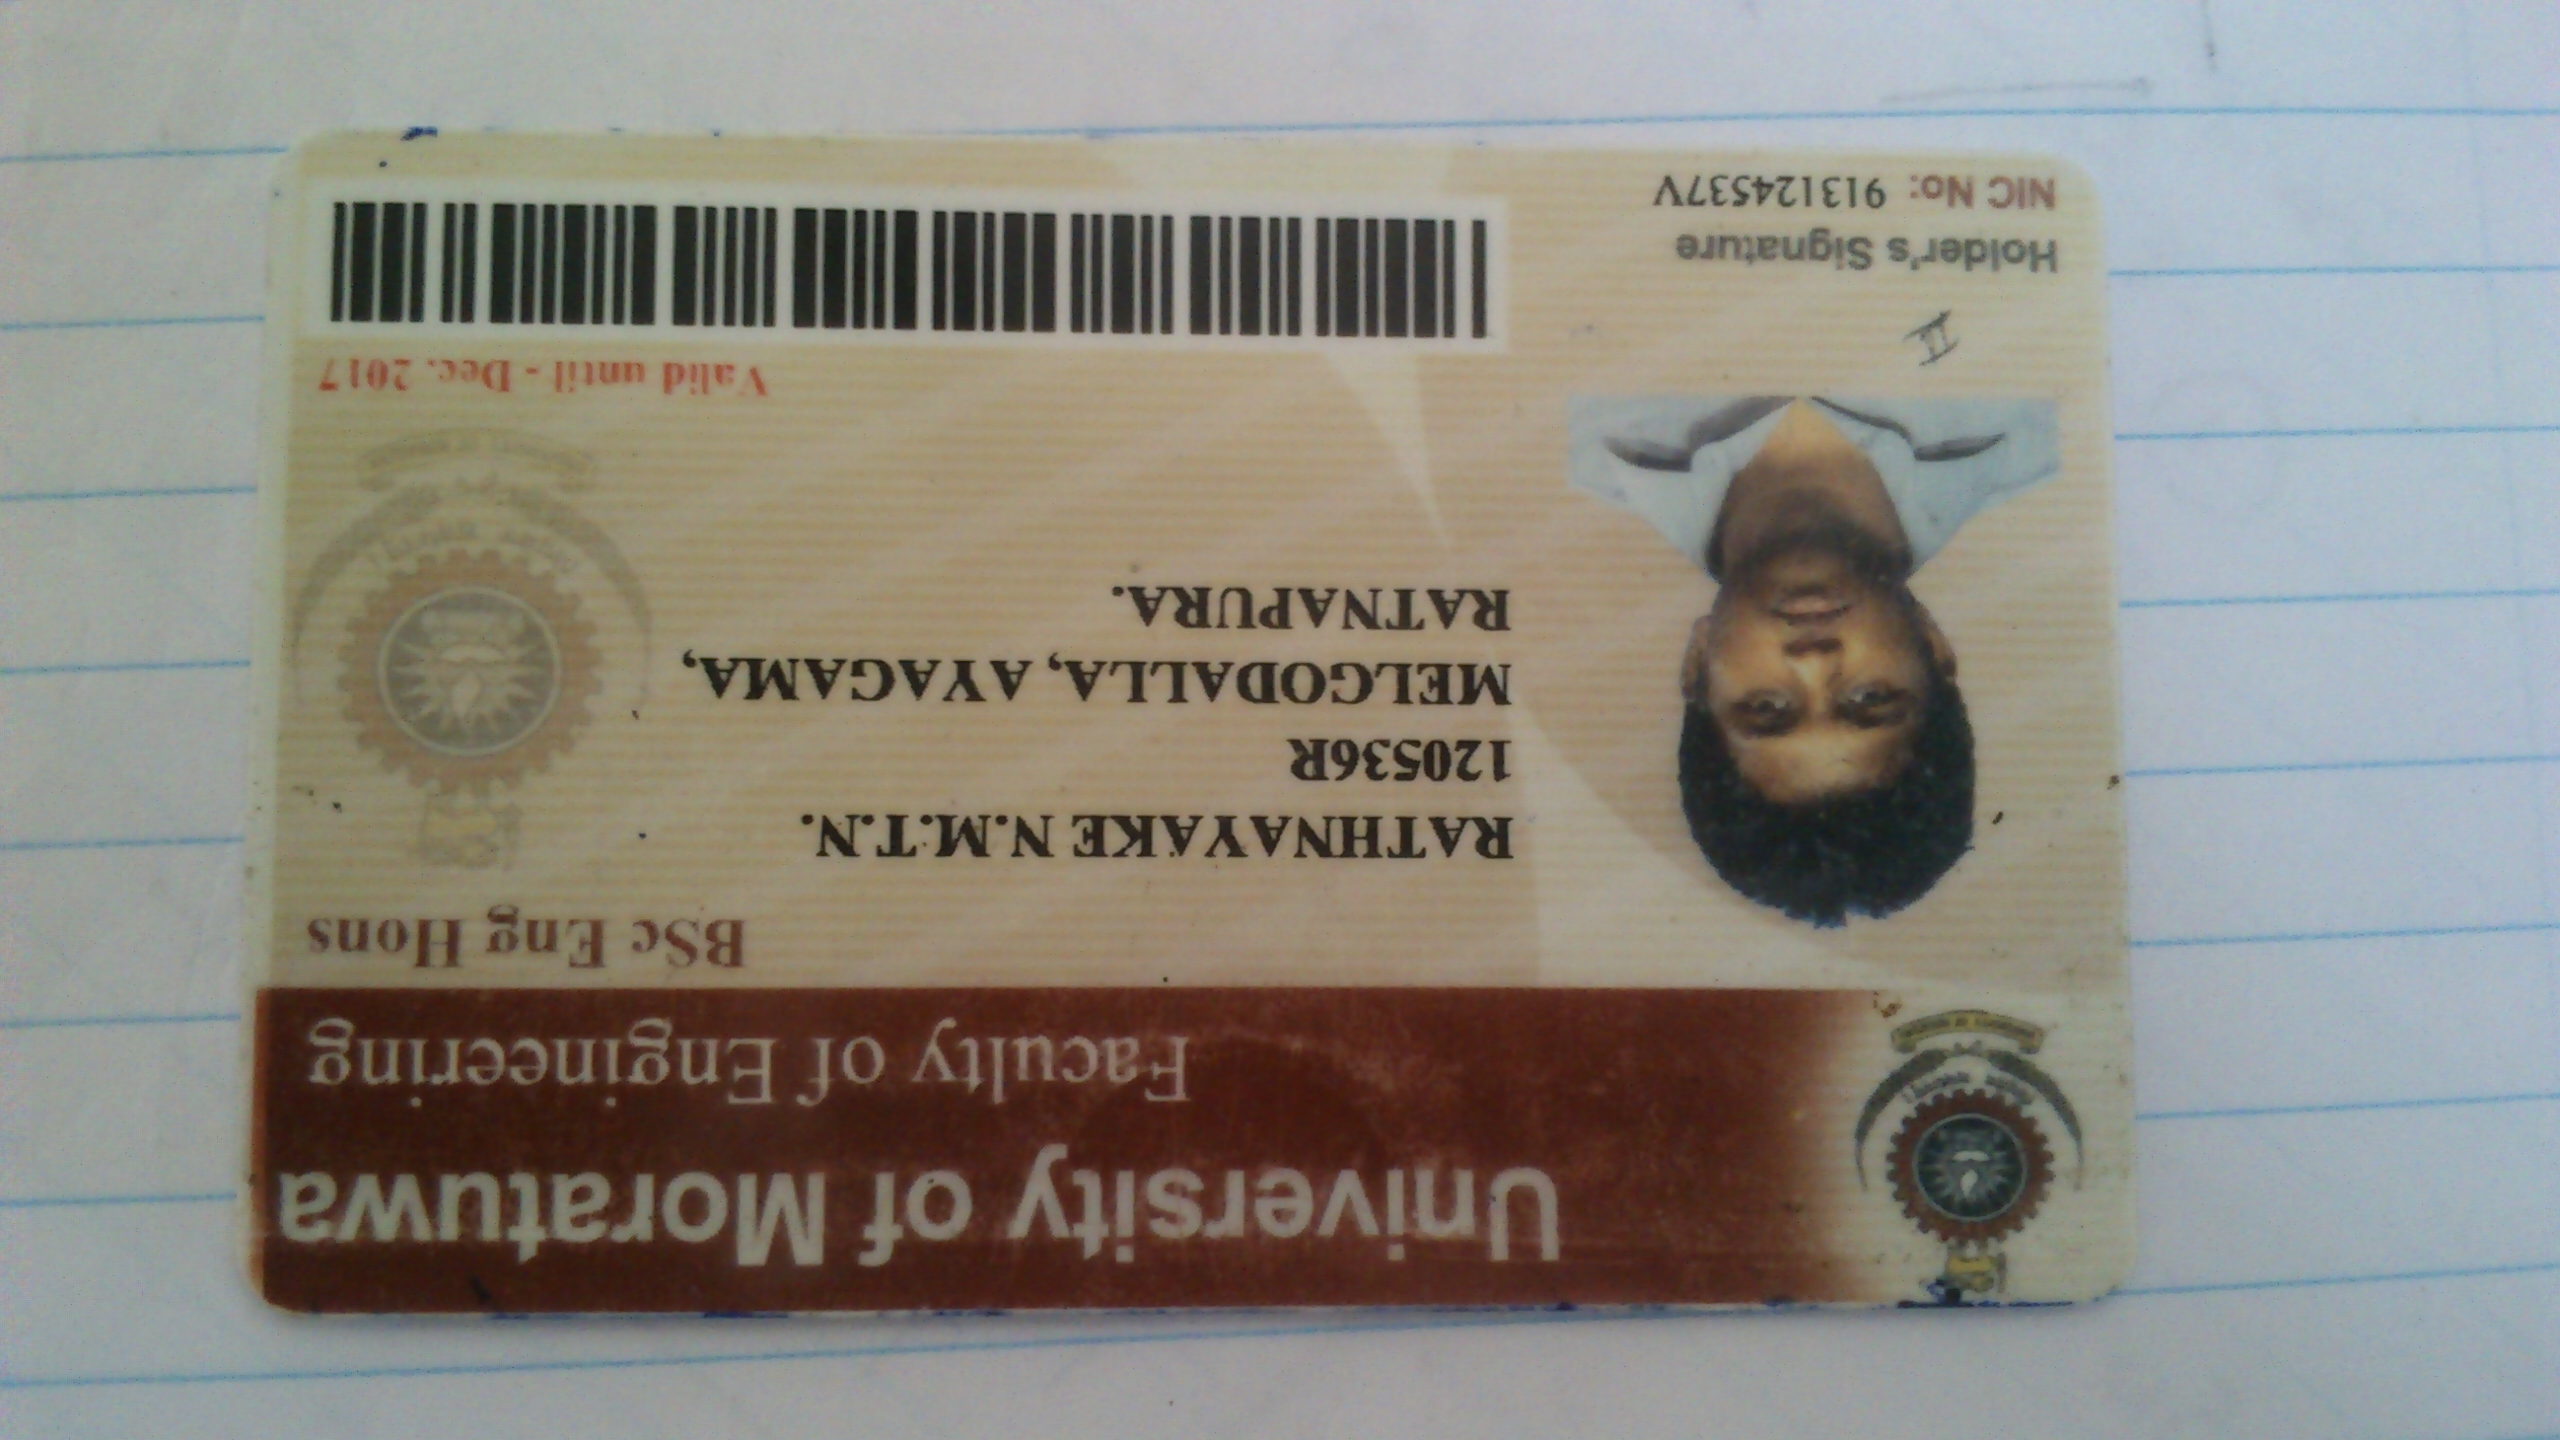 University of Moratuwa
Faculty of Engineering
BSc Eng Hons
RATHNAYAKE N.M.T.N.
120536R
MELGODALLA, AYAGAMA,
RATNAPURA.
Valid until - Dec. 2017
Holder's Signature
NIC No: 913124537V